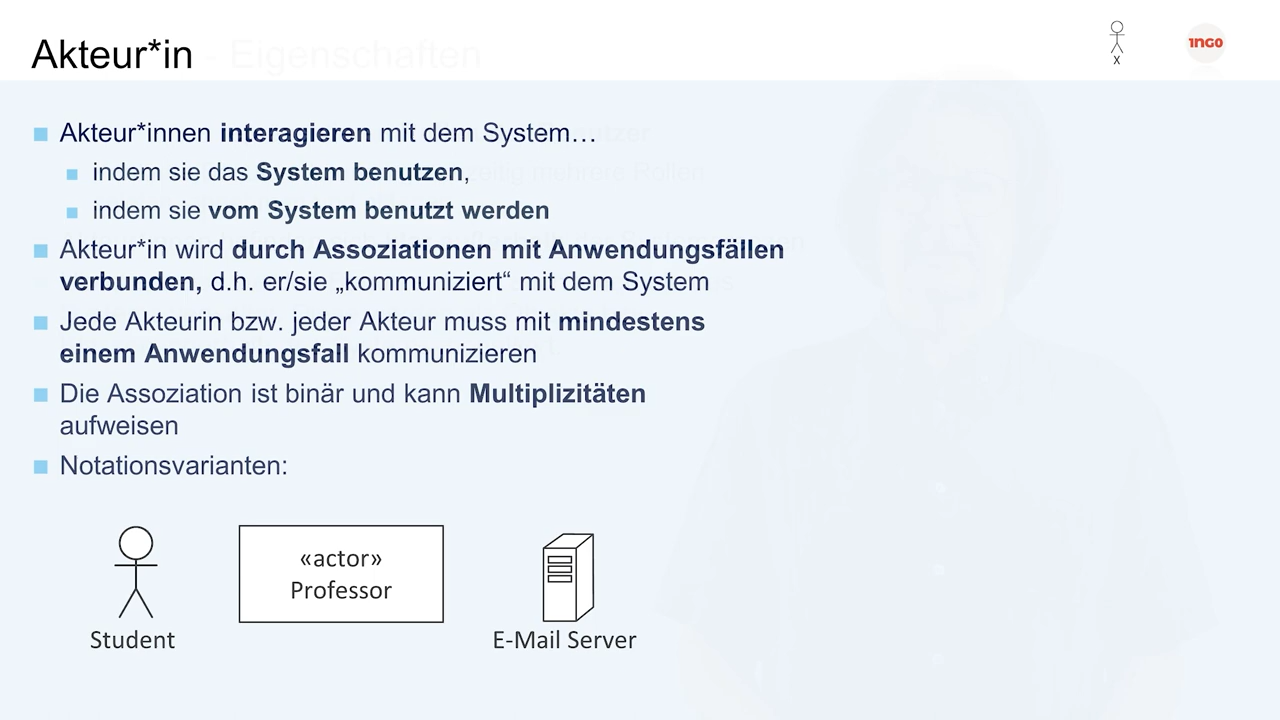 Akteur*in - Eigenschaften
X
INGO
Akteur*innen interagieren mit dem System…
indem sie das System benutzen,
indem sie vom System benutzt werden
Akteur*in wird durch Assoziationen mit Anwendungsfällen
verbunden, d.h. er/sie „kommuniziert“ mit dem System
Jede Akteurin bzw. jeder Akteur muss mit mindestens
einem Anwendungsfall kommunizieren
Die Assoziation ist binär und kann Multiplizitäten
aufweisen
Notationsvarianten:
«actor»
Professor
Student
E-Mail Server